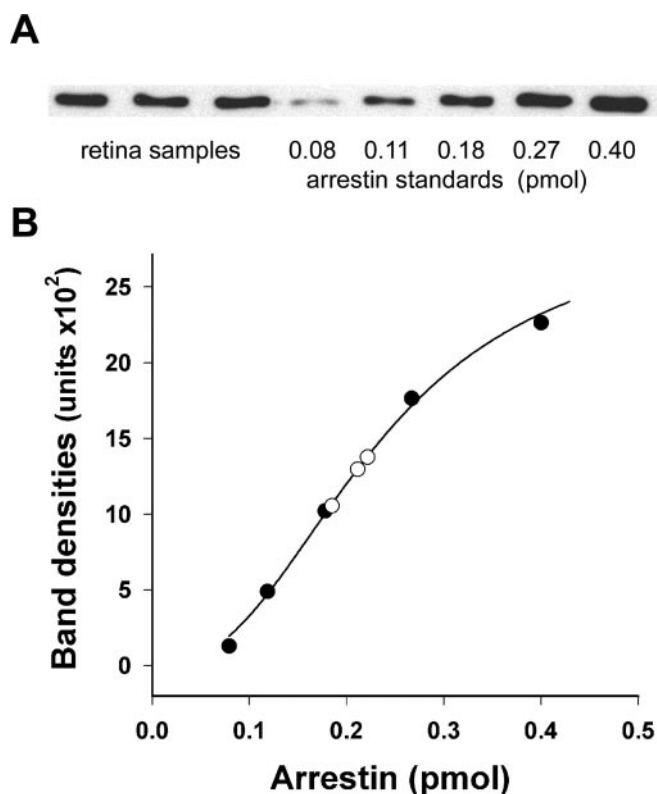 A
retina samples 0.08 0.11 0.18 0.27 0.40
arrestin standards (pmol)
B
Band densities (units x10²)
25
20
15
10
5
0
0.0 0.1 0.2 0.3 0.4 0.5
Arrestin (pmol)